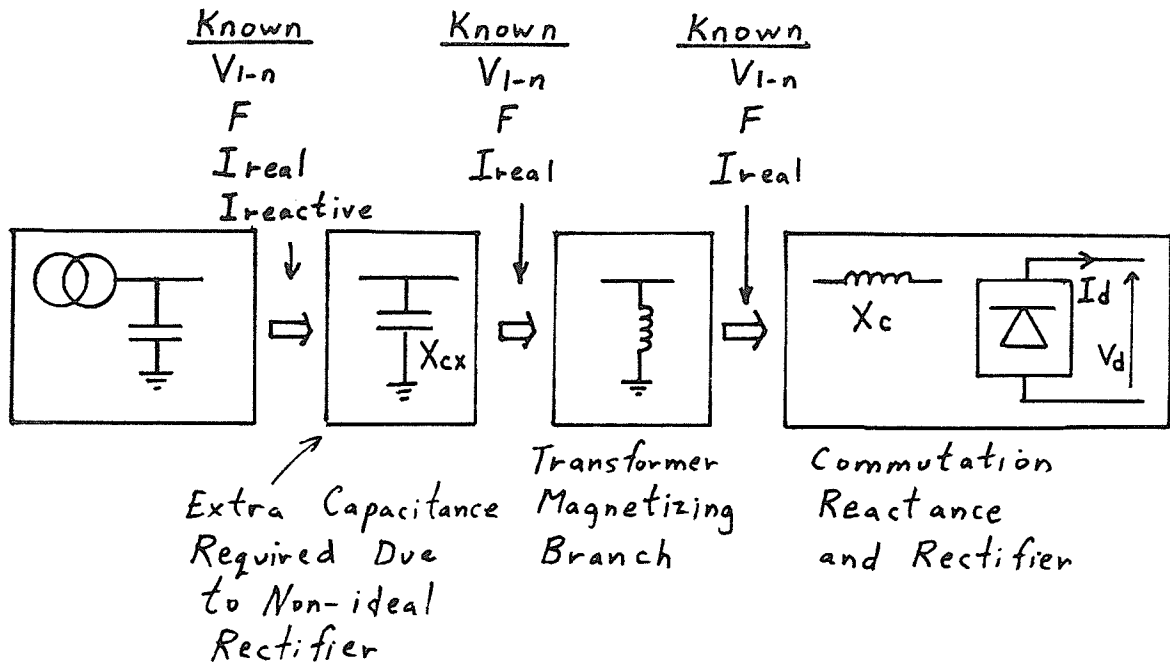 Known
V1-n
F
Ireal
Ireactive
Known
V1-n
F
Ireal
Known
V1-n
F
Ireal
Xcx
Xc
Id
Vd
Extra Capacitance
Required Due
to Non-ideal
Rectifier
Transformer
Magnetizing
Branch
Commutation
Reactance
and Rectifier